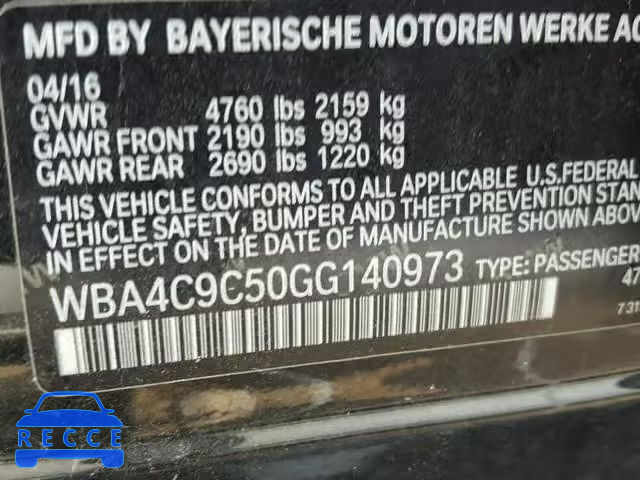 MFD BY BAYERISCHE MOTOREN WERKE AG
04/16
GVWR 4760 lbs 2159 kg
GAWR FRONT 2190 lbs 993 kg
GAWR REAR 2690 lbs 1220 kg
THIS VEHICLE CONFORMS TO ALL APPLICABLE U.S.FEDERAL
VEHICLE SAFETY, BUMPER AND THEFT PREVENTION STAN
IN EFFECT ON THE DATE OF MANUFACTURE SHOWN ABOV
WBA4C9C50GG140973 TYPE: PASSENGER
47
731
RECCE